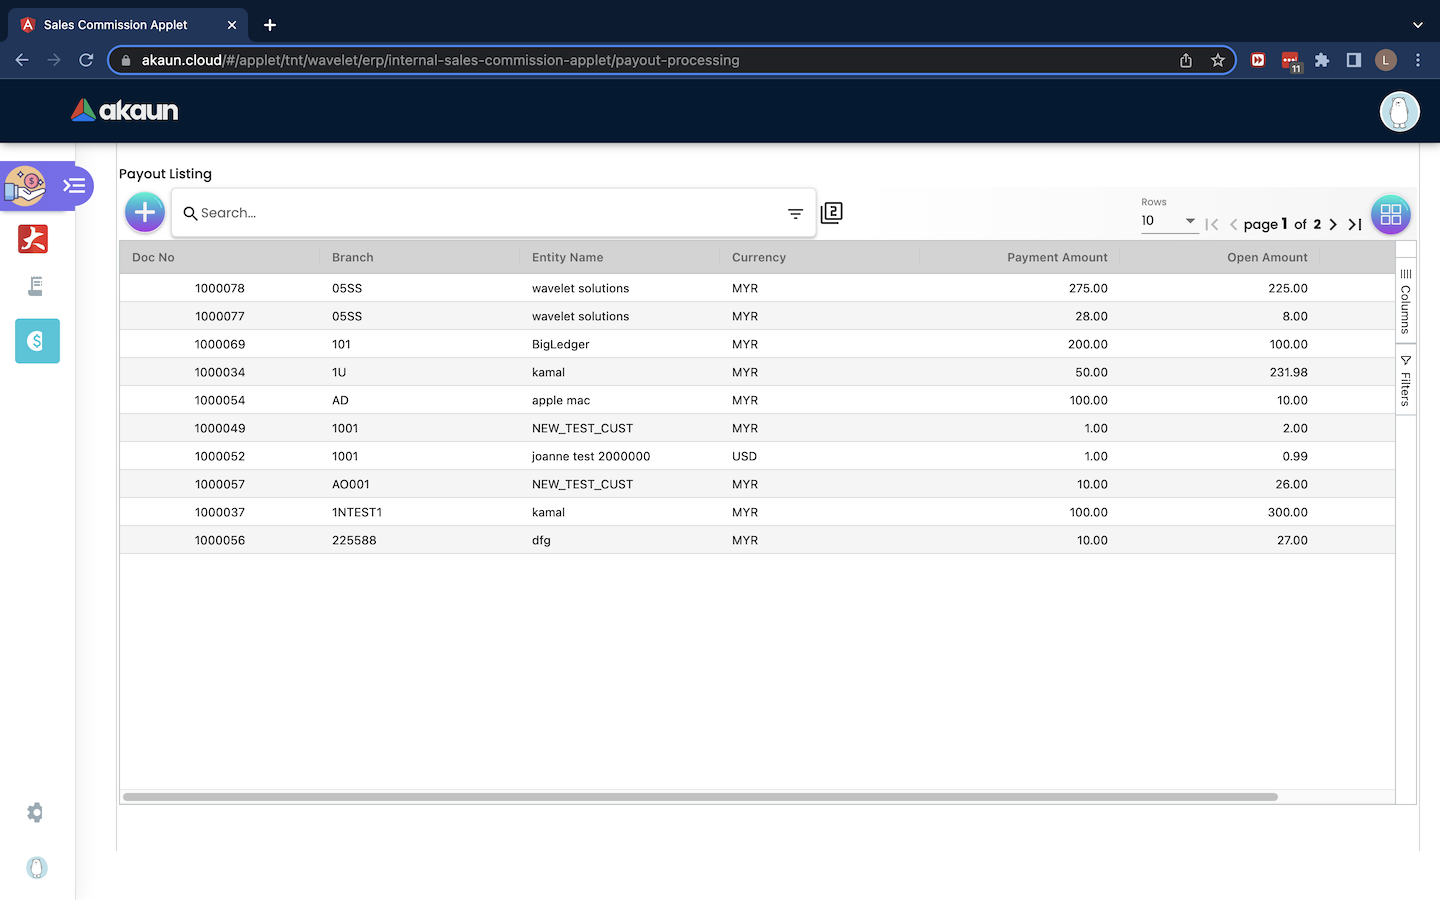 Sales Commission Applet
akaun.cloud/#/applet/tnt/wavelet/erp/internal-sales-commission-applet/payout-processing
11
L
akaun
Payout Listing
Search...
2
Rows
10
page 1 of 2
Doc No Branch Entity Name Currency Payment Amount Open Amount
1000078 05SS wavelet solutions MYR 275.00 225.00
1000077 05SS wavelet solutions MYR 28.00 8.00
1000069 101 BigLedger MYR 200.00 100.00
1000034 1U kamal MYR 50.00 231.98
1000054 AD apple mac MYR 100.00 10.00
1000049 1001 NEW_TEST_CUST MYR 1.00 2.00
1000052 1001 joanne test 2000000 USD 1.00 0.99
1000057 AO001 NEW_TEST_CUST MYR 10.00 26.00
1000037 1NTEST1 kamal MYR 100.00 300.00
1000056 225588 dfg MYR 10.00 27.00
Columns
Filters